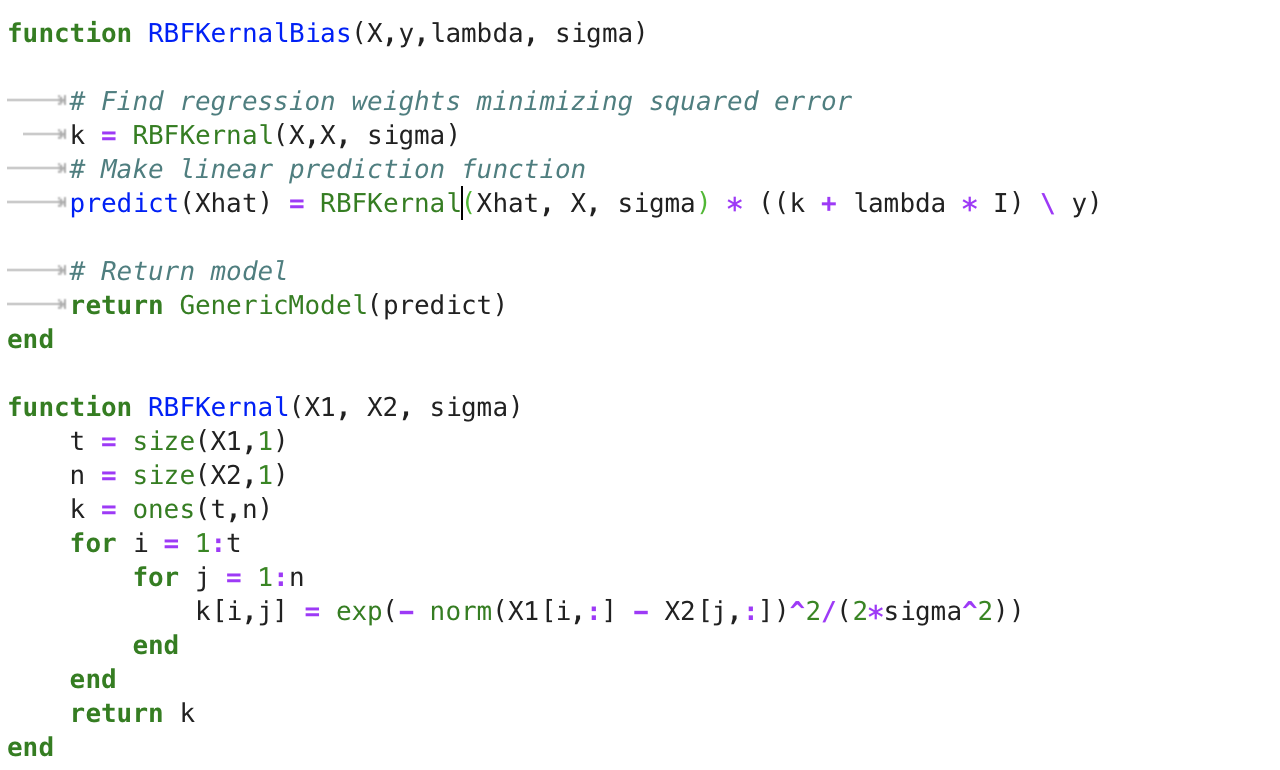 function RBFKernalBias(X,y,lambda, sigma)
# Find regression weights minimizing squared error
k = RBFKernal(X,X, sigma)
# Make linear prediction function
predict(Xhat) = RBFKernal(Xhat, X, sigma) * ((k + lambda * I) \ y)
# Return model
return GenericModel(predict)
end
function RBFKernal(X1, X2, sigma)
t = size(X1,1)
n = size(X2,1)
k = ones(t,n)
for i = 1:t
for j = 1:n
k[i,j] = exp(- norm(X1[i,:] - X2[j,:])^2/(2*sigma^2))
end
end
return k
end